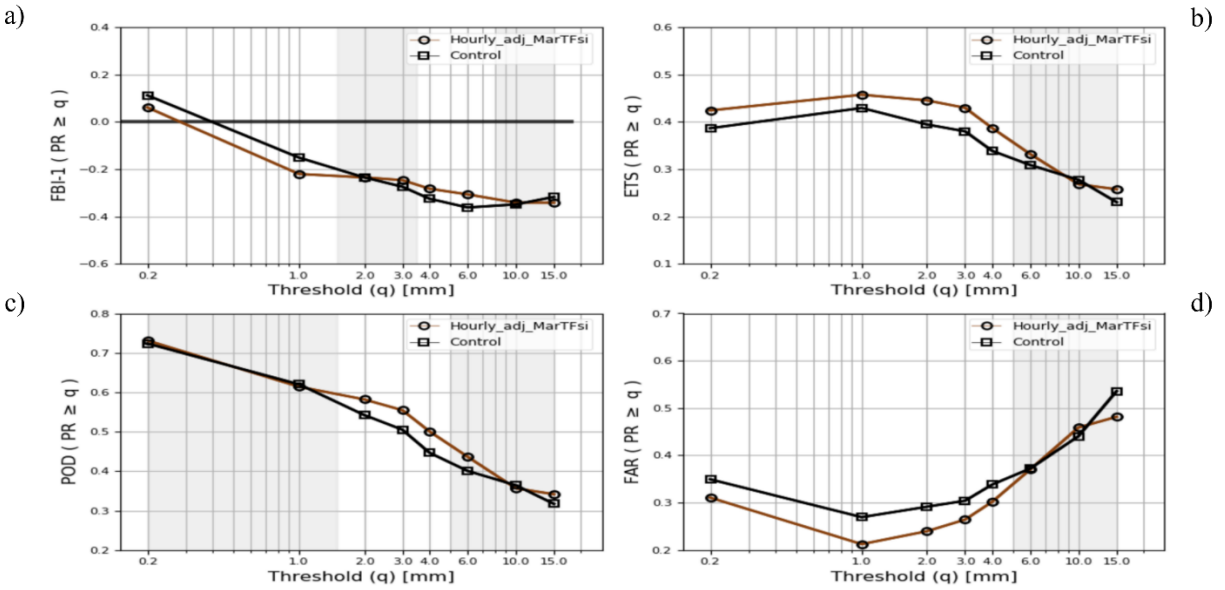 a)
0.4
0.2
0.0
−0.2
−0.4
−0.6
FBI-1 ( PR ≥ q )
Hourly_adj_MarTFsi
Control
0.2 1.0 2.0 3.0 4.0 6.0 10.0 15.0
Threshold (q) [mm]
b)
0.6
0.5
0.4
0.3
0.2
0.1
ETS ( PR ≥ q )
Hourly_adj_MarTFsi
Control
0.2 1.0 2.0 3.0 4.0 6.0 10.0 15.0
Threshold (q) [mm]
c)
0.8
0.7
0.6
0.5
0.4
0.3
0.2
POD ( PR ≥ q )
Hourly_adj_MarTFsi
Control
0.2 1.0 2.0 3.0 4.0 6.0 10.0 15.0
Threshold (q) [mm]
d)
0.7
0.6
0.5
0.4
0.3
0.2
FAR ( PR ≥ q )
Hourly_adj_MarTFsi
Control
0.2 1.0 2.0 3.0 4.0 6.0 10.0 15.0
Threshold (q) [mm]